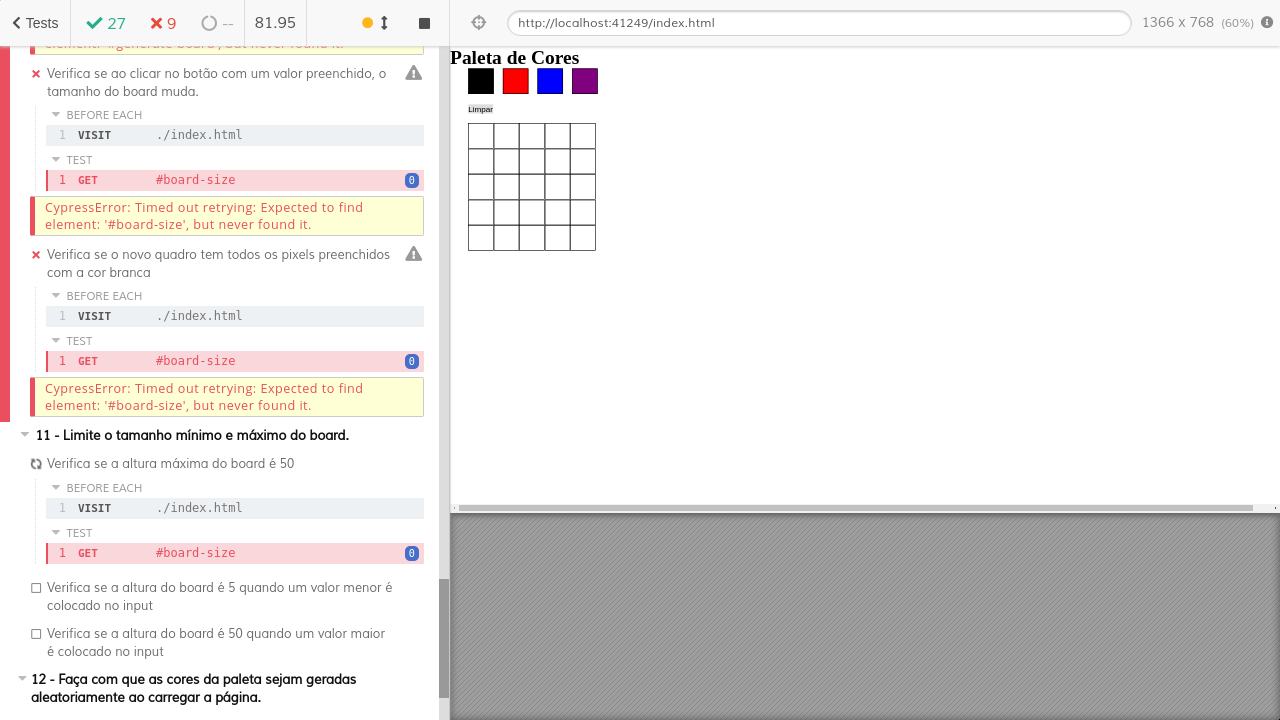 Tests 27 9 -- 81.95
http://localhost:41249/index.html 1366 x 768 (60%)
element: '#generate-board', but never found it.
Verifica se ao clicar no botão com um valor preenchido, o
tamanho do board muda.
BEFORE EACH
1 VISIT ./index.html
TEST
1 GET #board-size 0
CypressError: Timed out retrying: Expected to find
element: '#board-size', but never found it.
Verifica se o novo quadro tem todos os pixels preenchidos
com a cor branca
BEFORE EACH
1 VISIT ./index.html
TEST
1 GET #board-size 0
CypressError: Timed out retrying: Expected to find
element: '#board-size', but never found it.
11 - Limite o tamanho mínimo e máximo do board.
Verifica se a altura máxima do board é 50
BEFORE EACH
1 VISIT ./index.html
TEST
1 GET #board-size 0
Verifica se a altura do board é 5 quando um valor menor é
colocado no input
Verifica se a altura do board é 50 quando um valor maior
é colocado no input
12 - Faça com que as cores da paleta sejam geradas
aleatoriamente ao carregar a página.
Paleta de Cores
Limpar